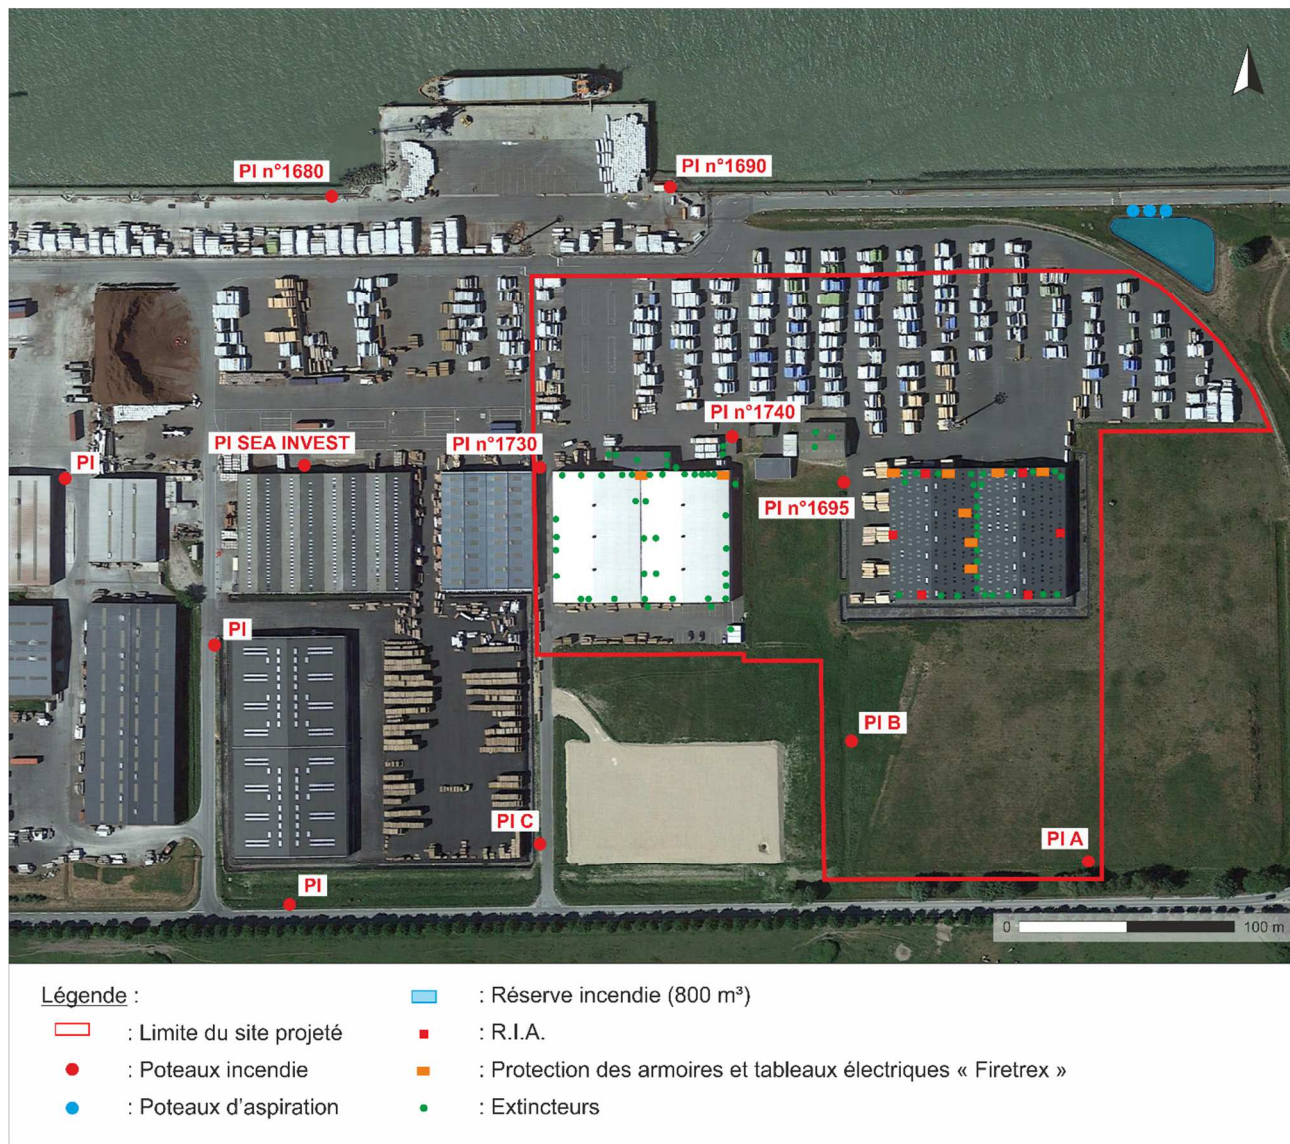 PI n°1680
PI n°1690
PI n°1740
PI SEA INVEST
PI n°1730
PI
PI n°1695
PI
PI B
PI C
PI A
PI
0 100 m
Légende :
: Limite du site projeté
: Poteaux incendie
: Poteaux d'aspiration
: Réserve incendie (800 m³)
: R.I.A.
: Protection des armoires et tableaux électriques « Firetrex »
: Extincteurs